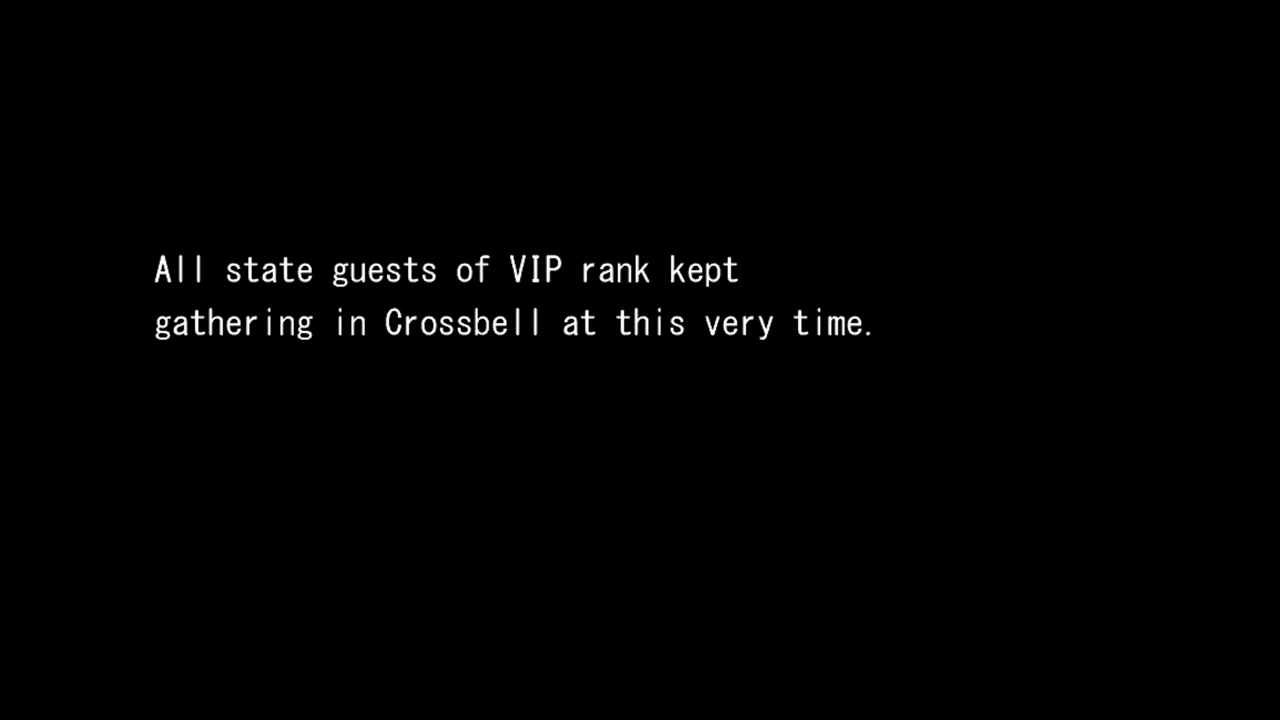 All state guests of VIP rank kept
gathering in Crossbell at this very time.